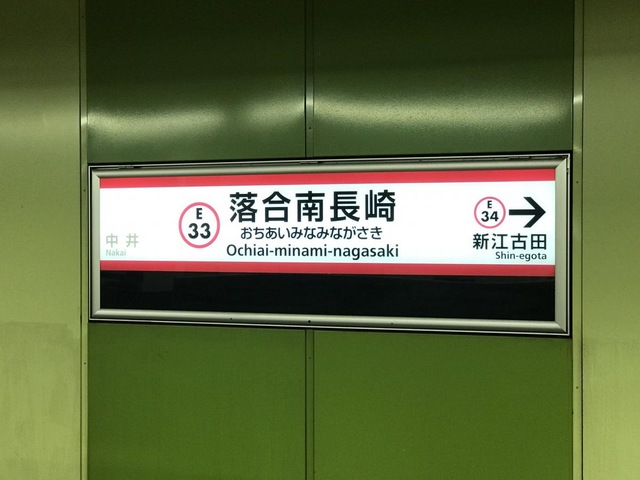 中井
Nakai
E
33
落合南長崎
おちあいみなみながさき
Ochiai-minami-nagasaki
E
34
新江古田
Shin-egota